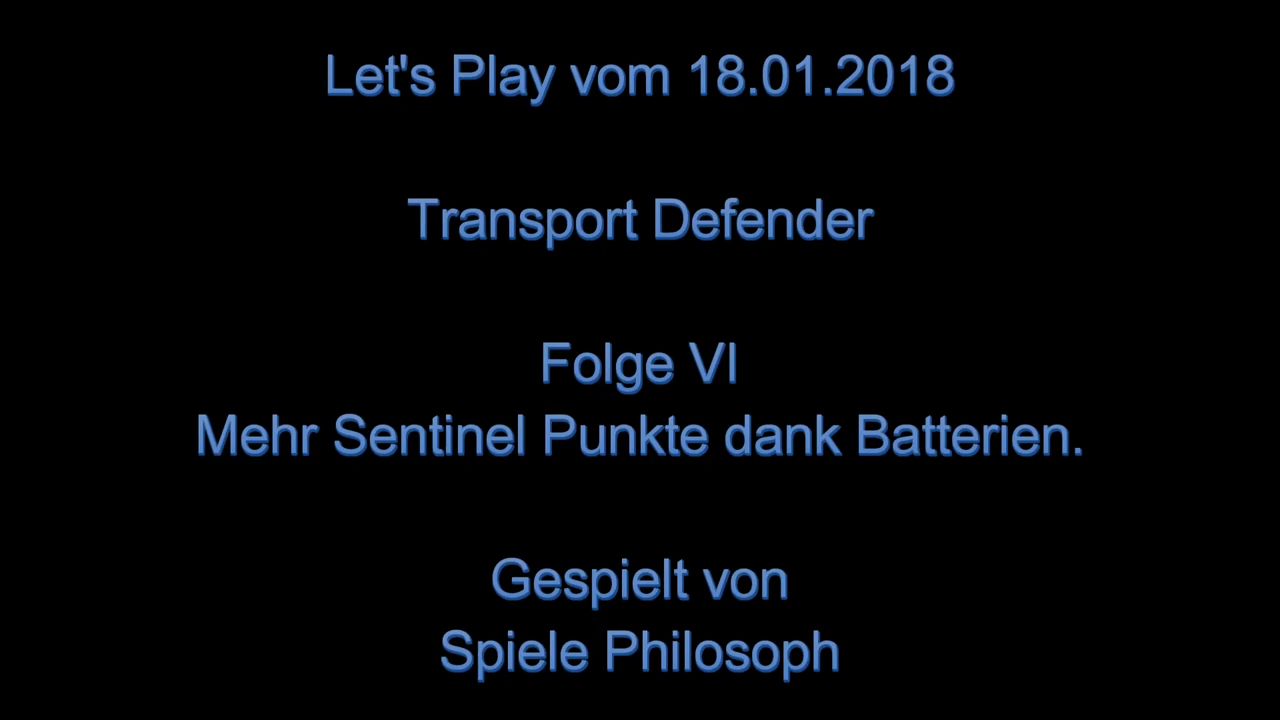 Let's Play vom 18.01.2018
Transport Defender
Folge VI
Mehr Sentinel Punkte dank Batterien.
Gespielt von
Spiele Philosoph